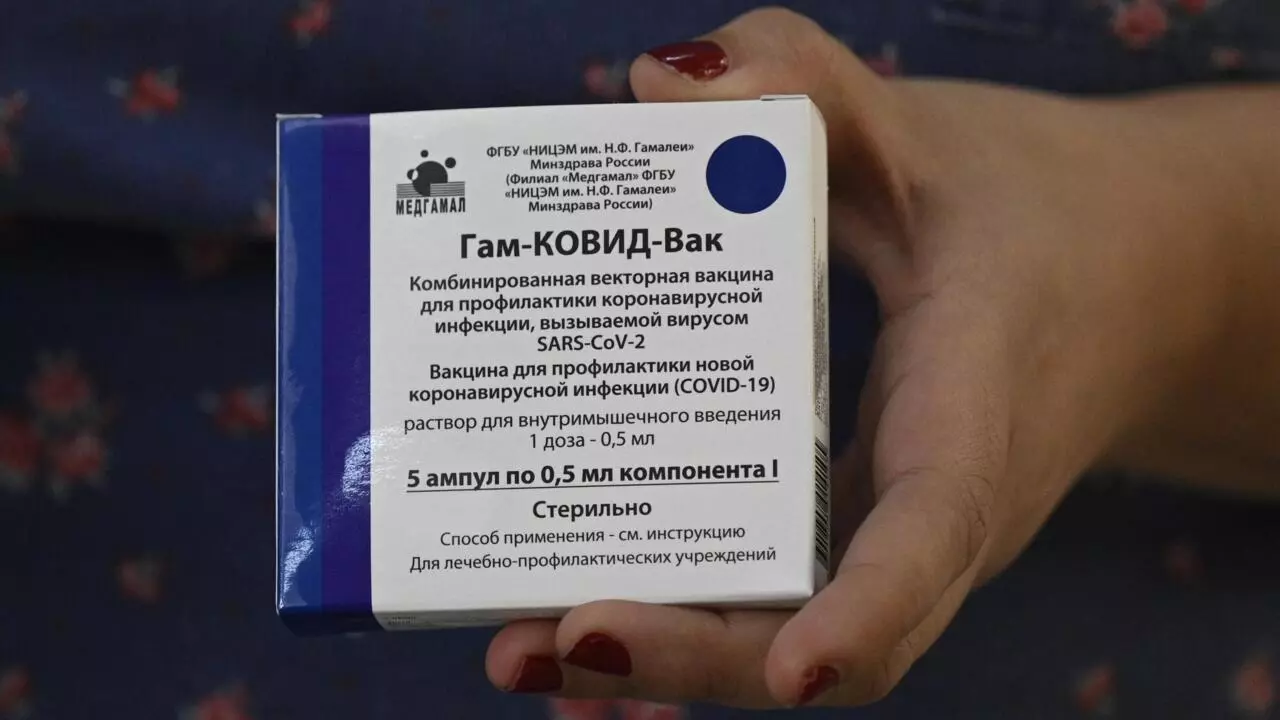 МЕДГАМАЛ
ФГБУ «НИЦЭМ им. Н.Ф. Гамалеи»
Минздрава России
(Филиал «Медгамал» ФГБУ
«НИЦЭМ им. Н.Ф. Гамалеи»
Минздрава России)
Гам-КОВИД-Вак
Комбинированная векторная вакцина
для профилактики коронавирусной
инфекции, вызываемой вирусом
SARS-CoV-2
Вакцина для профилактики новой
коронавирусной инфекции (COVID-19)
раствор для внутримышечного введения
1 доза - 0,5 мл
5 ампул по 0,5 мл компонента I
Стерильно
Способ применения - см. инструкцию
Для лечебно-профилактических учреждений